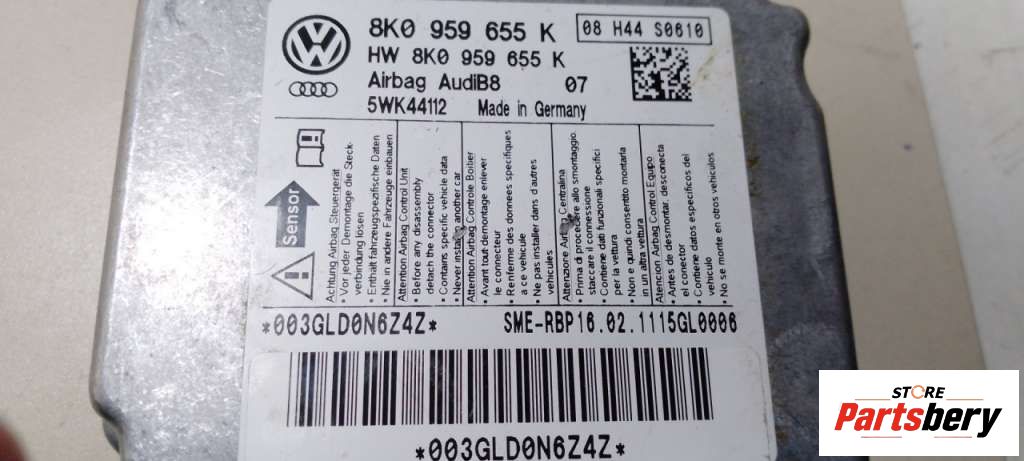 8K0 959 655 K
08 H44 S0610
HW 8K0 959 655 K
Airbag AudiB8 07
5WK44112 Made in Germany
Sensor
Achtung Airbag Steuergerät
• Vor jeder Demontage die Steck-
verbindung lösen
• Enthält fahrzeugspezifische Daten
• Nie in andere Fahrzeuge einbauen
Attention Airbag Control Unit
• Before any disassembly
detach the connector
• Contains specific vehicle data
• Never install in another car
Attention Airbag Controle Boitier
• Avant tout demontage enlever
le connecteur
• Renferme des données specifiques
a ce véhicule
• Ne pas installer dans d'autres
vehicules
Attenzione Airbag Centralina
• Prima di procedere allo smontaggio
staccare il connessione
• Contiene dati funzionali specifici
per la vettura
• Non e quindi consentito montarla
in un altra vettura
Atencion Airbag Control Equipo
• Antes de desmontar, desconecta
el conector
• Contiene datos especificos del
vehiculo
• No se monte en otros vehiculos
*003GLD0N6Z4Z* SME-RBP16.02.1115GL0006
*003GLD0N6Z4Z*
STORE
Partsbery